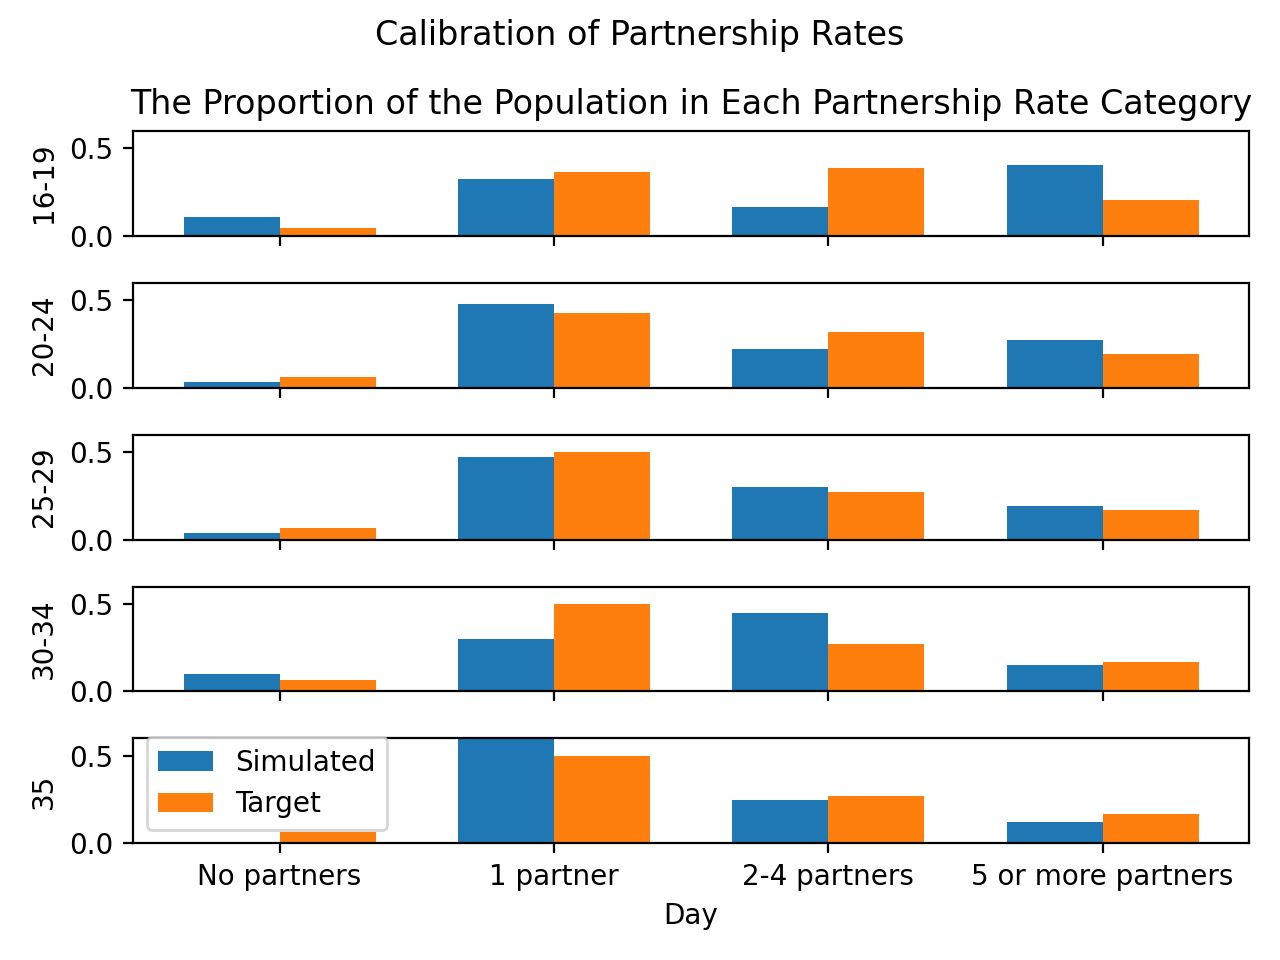 Calibration of Partnership Rates
The Proportion of the Population in Each Partnership Rate Category
16-19
0.5
0.0
20-24
0.5
0.0
25-29
0.5
0.0
30-34
0.5
0.0
35
0.5
0.0
Simulated
Target
No partners
1 partner
2-4 partners
5 or more partners
Day